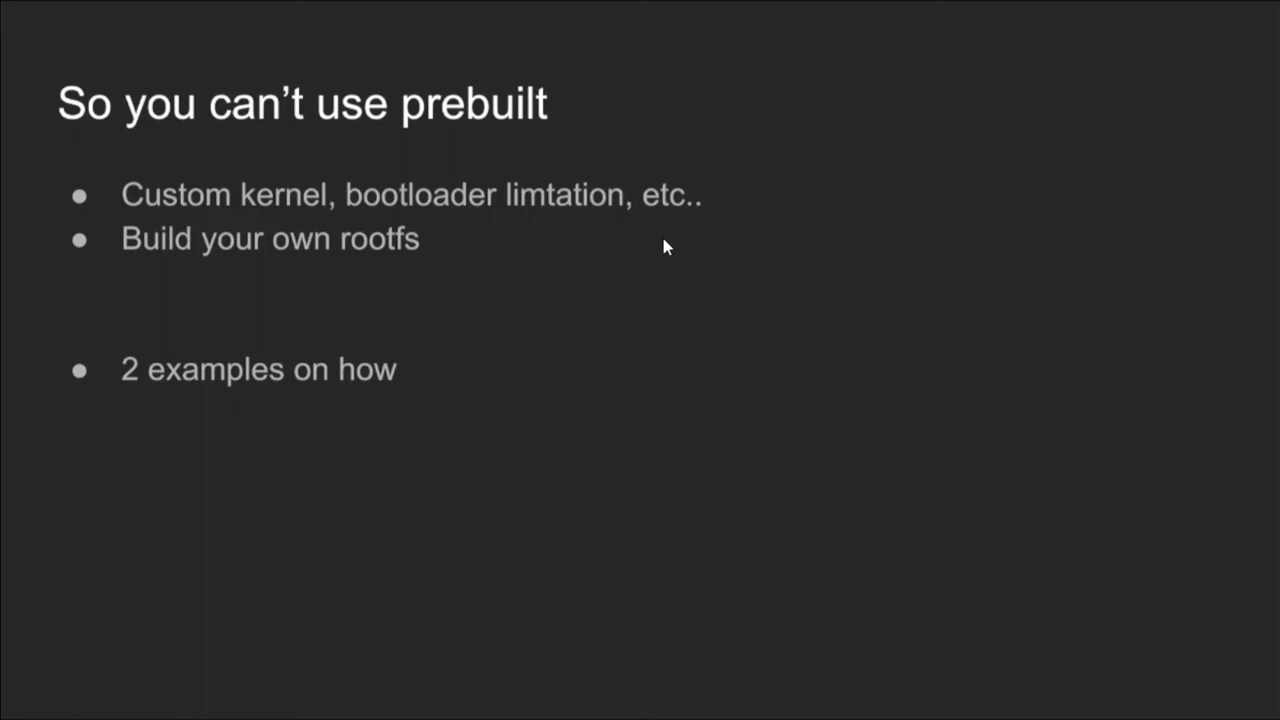 So you can’t use prebuilt
● Custom kernel, bootloader limtation, etc..
● Build your own rootfs
● 2 examples on how